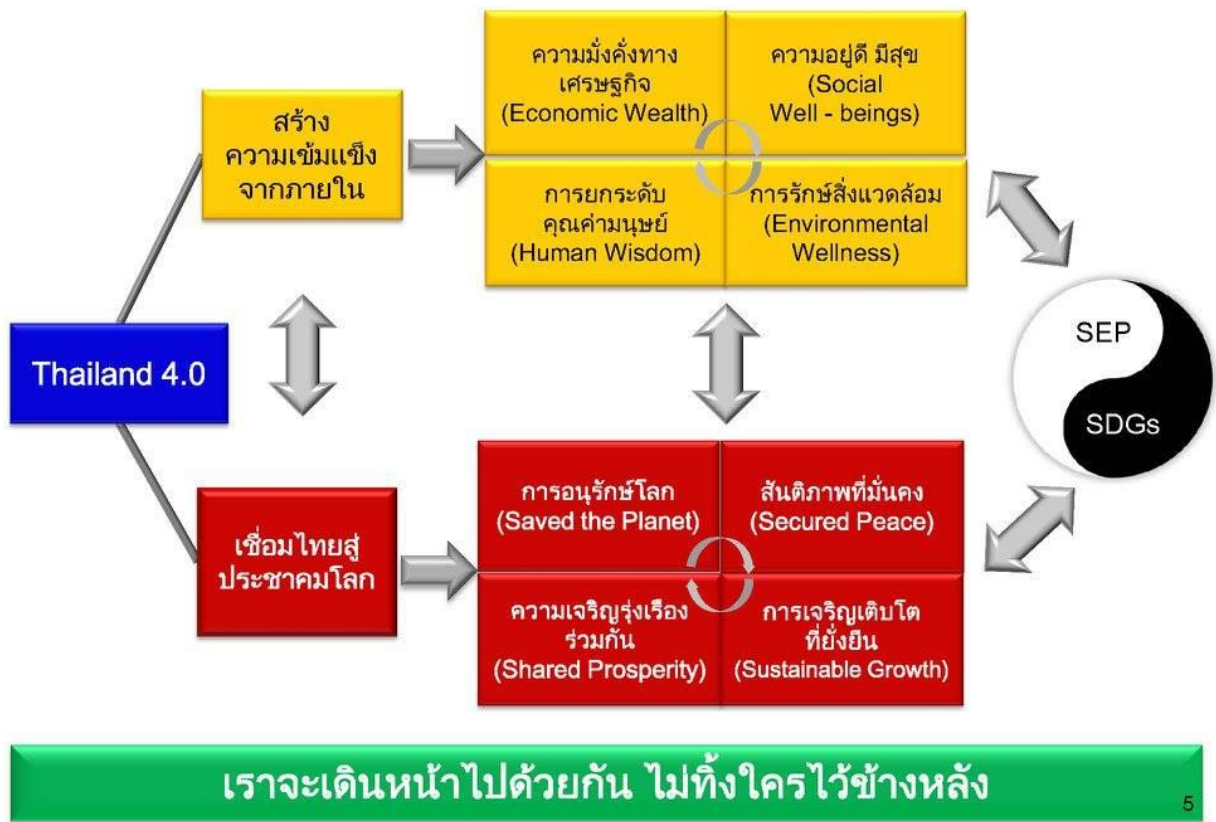 Thailand 4.0
สร้าง
ความเข้มแข็ง
จากภายใน
ความมั่งคั่งทาง
เศรษฐกิจ
(Economic Wealth)
ความอยู่ดี มีสุข
(Social
Well - beings)
การยกระดับ
คุณค่ามนุษย์
(Human Wisdom)
การรักษ์สิ่งแวดล้อม
(Environmental
Wellness)
เชื่อมไทยสู่
ประชาคมโลก
การอนุรักษ์โลก
(Saved the Planet)
สันติภาพที่มั่นคง
(Secured Peace)
ความเจริญรุ่งเรือง
ร่วมกัน
(Shared Prosperity)
การเจริญเติบโต
ที่ยั่งยืน
(Sustainable Growth)
SEP
SDGs
เราจะเดินหน้าไปด้วยกัน ไม่ทิ้งใครไว้ข้างหลัง
5